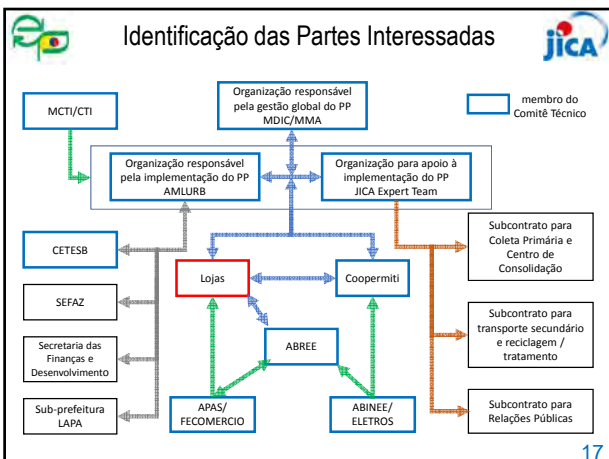 Identificação das Partes Interessadas
jica
MCTI/CTI
Organização responsável
pela gestão global do PP
MDIC/MMA
membro do
Comitê Técnico
Organização responsável
pela implementação do PP
AMLURB
Organização para apoio à
implementação do PP
JICA Expert Team
CETESB
SEFAZ
Secretaria das
Finanças e
Desenvolvimento
Sub-prefeitura
LAPA
Lojas
Coopermiti
ABREE
APAS/
FECOMERCIO
ABINEE/
ELETROS
Subcontrato para
Coleta Primária e
Centro de
Consolidação
Subcontrato para
transporte secundário
e reciclagem /
tratamento
Subcontrato para
Relações Públicas
17